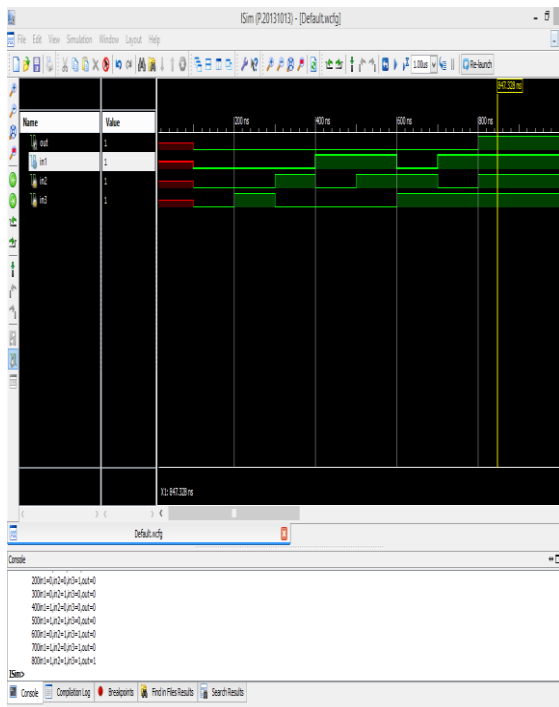 ISim (P.20131013) - [Default.wcfg]
File Edit View Simulation Window Layout Help
1.00us
Re-launch
847.328 ns
Name
Value
200 ns
400 ns
600 ns
800 ns
out
1
in1
1
in2
1
in3
1
X1: 847.328 ns
Default.wcfg
Console
200in1=0,in2=0,in3=1,out=0
300in1=0,in2=1,in3=0,out=0
400in1=1,in2=0,in3=0,out=0
500in1=1,in2=1,in3=0,out=0
600in1=0,in2=1,in3=1,out=0
700in1=1,in2=0,in3=1,out=0
800in1=1,in2=1,in3=1,out=1
ISim>
Console
Compilation Log
Breakpoints
Find in Files Results
Search Results